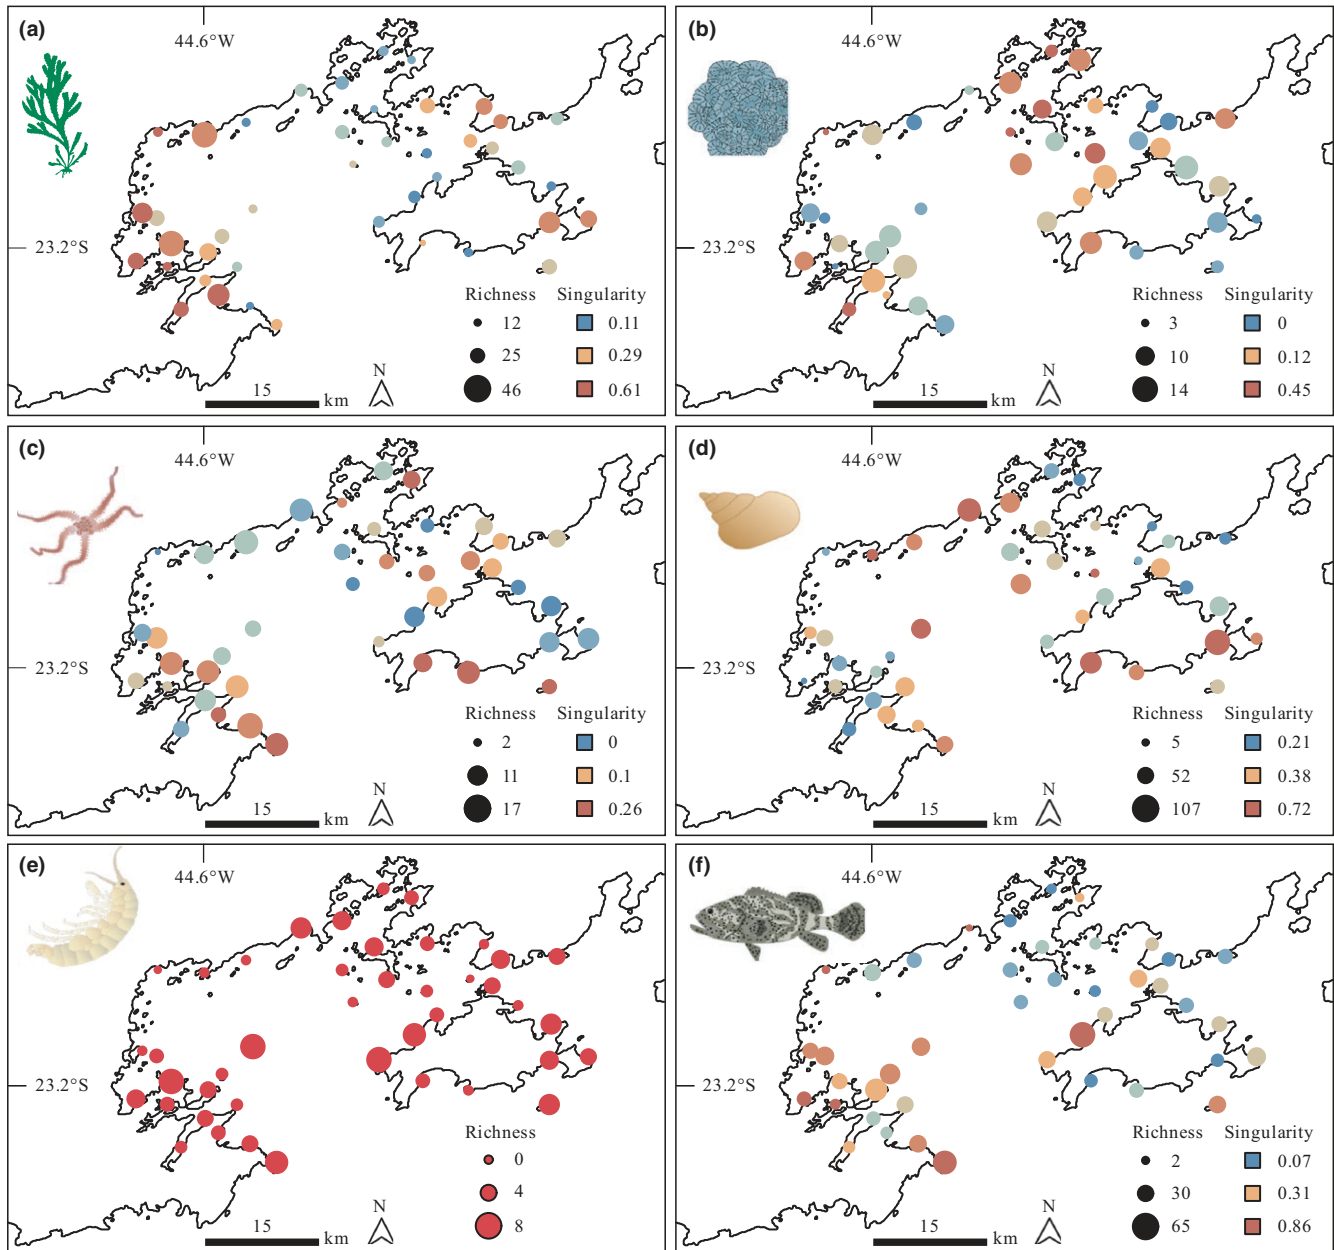 (a)
44.6°W
23.2°S
Richness Singularity
12 0.11
25 0.29
46 0.61
N
15 km
(b)
44.6°W
23.2°S
Richness Singularity
3 0
10 0.12
14 0.45
N
15 km
(c)
44.6°W
23.2°S
Richness Singularity
2 0
11 0.1
17 0.26
N
15 km
(d)
44.6°W
23.2°S
Richness Singularity
5 0.21
52 0.38
107 0.72
N
15 km
(e)
44.6°W
23.2°S
Richness
0
4
8
N
15 km
(f)
44.6°W
23.2°S
Richness Singularity
2 0.07
30 0.31
65 0.86
N
15 km